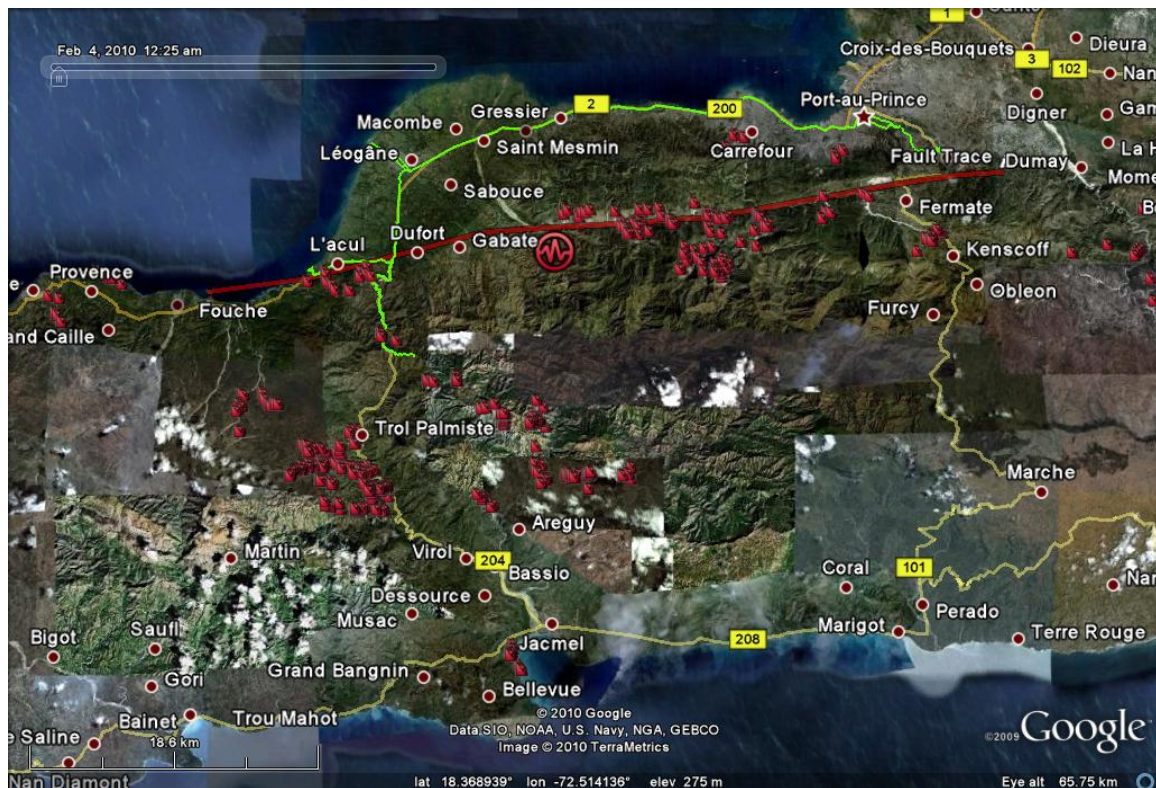 Feb 4, 2010 12:25 am
1
Croix-des-Bouquets
3
Dieura
102
Nan
Gressier
2
200
Port-au-Prince
Digner
Gam
Macombe
Saint Mesmin
Carrefour
La H
Léogâne
Fault Trace
Dumay
Mome
Sabouce
Fermate
Dufort
L'acul
Gabate
Kenscoff
Provence
e
Fouche
Obleon
Furcy
and Caille
Trol Palmiste
Marche
Areguy
Martin
Virol
204
Bassio
Coral
101
Nan
Dessource
Musac
Perado
Saufl
Bigot
Jacmel
208
Marigot
Terre Rouge
Grand Bangnin
Gori
Bellevue
Bainet
Trou Mahot
e Saline
18.6 km
© 2010 Google
Data SIO, NOAA, U.S. Navy, NGA, GEBCO
Image © 2010 TerraMetrics
©2009 Google
Nan Diamont
lat 18.368939° lon -72.514136° elev 275 m
Eye alt 65.75 km